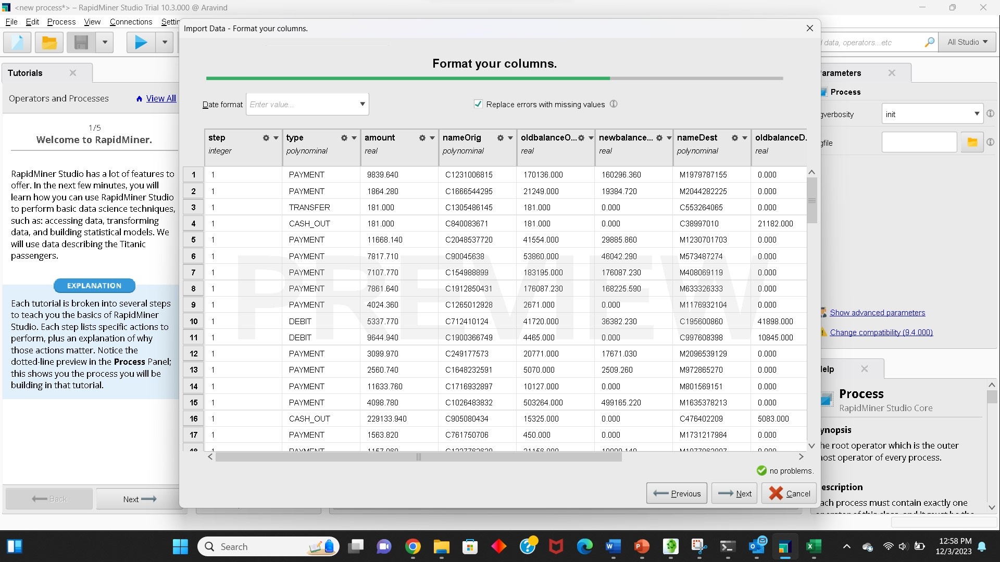 <new process*> – RapidMiner Studio Trial 10.3.000 @ Aravind
File Edit Process View Connections Settin
Import Data - Format your columns.
data, operators...etc
All Studio
Format your columns.
Tutorials
Operators and Processes
View All
1/5
Welcome to RapidMiner.
RapidMiner Studio has a lot of features to
offer. In the next few minutes, you will
learn how you can use RapidMiner Studio
to perform basic data science techniques,
such as: accessing data, transforming
data, and building statistical models. We
will use data describing the Titanic
passengers.
EXPLANATION
Each tutorial is broken into several steps
to teach you the basics of RapidMiner
Studio. Each step lists specific actions to
perform, plus an explanation of why
those actions matter. Notice the
dotted-line preview in the Process Panel;
this shows you the process you will be
building in that tutorial.
Back
Next
Date format
Enter value...
Replace errors with missing values
step type amount nameOrig oldbalanceO... newbalance... nameDest oldbalanceD.
integer polynominal real polynominal real real polynominal real
1 1 PAYMENT 9839.640 C1231006815 170136.000 160296.360 M1979787155 0.000
2 1 PAYMENT 1864.280 C1666544295 21249.000 19384.720 M2044282225 0.000
3 1 TRANSFER 181.000 C1305486145 181.000 0.000 C553264065 0.000
4 1 CASH_OUT 181.000 C840083671 181.000 0.000 C38997010 21182.000
5 1 PAYMENT 11668.140 C2048537720 41554.000 29885.860 M1230701703 0.000
6 1 PAYMENT 7817.710 C90045638 53860.000 46042.290 M573487274 0.000
7 1 PAYMENT 7107.770 C154988899 183195.000 176087.230 M408069119 0.000
8 1 PAYMENT 7861.640 C1912850431 176087.230 168225.590 M633326333 0.000
9 1 PAYMENT 4024.360 C1265012928 2671.000 0.000 M1176932104 0.000
10 1 DEBIT 5337.770 C712410124 41720.000 36382.230 C195600860 41898.000
11 1 DEBIT 9644.940 C1900366749 4465.000 0.000 C997608398 10845.000
12 1 PAYMENT 3099.970 C249177573 20771.000 17671.030 M2096539129 0.000
13 1 PAYMENT 2560.740 C1648232591 5070.000 2509.260 M972865270 0.000
14 1 PAYMENT 11633.760 C1716932897 10127.000 0.000 M801569151 0.000
15 1 PAYMENT 4098.780 C1026483832 503264.000 499165.220 M1635378213 0.000
16 1 CASH_OUT 229133.940 C905080434 15325.000 0.000 C476402209 5083.000
17 1 PAYMENT 1563.820 C761750706 450.000 0.000 M1731217984 0.000
PREVIEW
no problems.
Previous
Next
Cancel
arameters
Process
gverbosity
init
gfile
Show advanced parameters
Change compatibility (9.4.000)
elp
Process
RapidMiner Studio Core
ynopsis
he root operator which is the outer
ost operator of every process.
escription
ach process must contain exactly one
Search
12:58 PM
12/3/2023